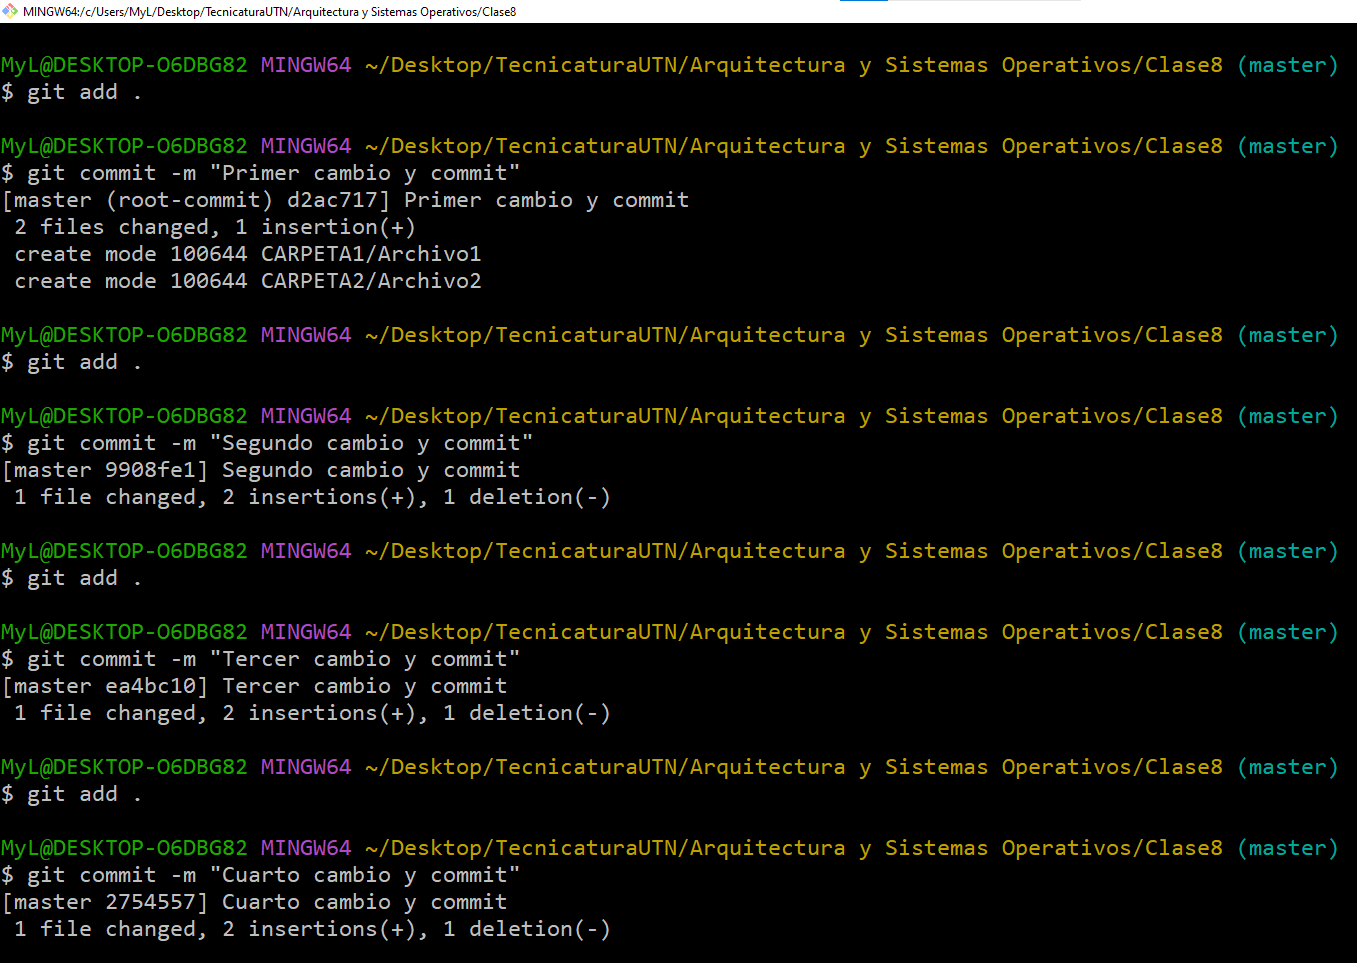 MINGW64:/c/Users/MyL/Desktop/TecnicaturaUTN/Arquitectura y Sistemas Operativos/Clase8
MyL@DESKTOP-O6DBG82 MINGW64 ~/Desktop/TecnicaturaUTN/Arquitectura y Sistemas Operativos/Clase8 (master)
$ git add .
MyL@DESKTOP-O6DBG82 MINGW64 ~/Desktop/TecnicaturaUTN/Arquitectura y Sistemas Operativos/Clase8 (master)
$ git commit -m "Primer cambio y commit"
[master (root-commit) d2ac717] Primer cambio y commit
 2 files changed, 1 insertion(+)
 create mode 100644 CARPETA1/Archivo1
 create mode 100644 CARPETA2/Archivo2
MyL@DESKTOP-O6DBG82 MINGW64 ~/Desktop/TecnicaturaUTN/Arquitectura y Sistemas Operativos/Clase8 (master)
$ git add .
MyL@DESKTOP-O6DBG82 MINGW64 ~/Desktop/TecnicaturaUTN/Arquitectura y Sistemas Operativos/Clase8 (master)
$ git commit -m "Segundo cambio y commit"
[master 9908fe1] Segundo cambio y commit
 1 file changed, 2 insertions(+), 1 deletion(-)
MyL@DESKTOP-O6DBG82 MINGW64 ~/Desktop/TecnicaturaUTN/Arquitectura y Sistemas Operativos/Clase8 (master)
$ git add .
MyL@DESKTOP-O6DBG82 MINGW64 ~/Desktop/TecnicaturaUTN/Arquitectura y Sistemas Operativos/Clase8 (master)
$ git commit -m "Tercer cambio y commit"
[master ea4bc10] Tercer cambio y commit
 1 file changed, 2 insertions(+), 1 deletion(-)
MyL@DESKTOP-O6DBG82 MINGW64 ~/Desktop/TecnicaturaUTN/Arquitectura y Sistemas Operativos/Clase8 (master)
$ git add .
MyL@DESKTOP-O6DBG82 MINGW64 ~/Desktop/TecnicaturaUTN/Arquitectura y Sistemas Operativos/Clase8 (master)
$ git commit -m "Cuarto cambio y commit"
[master 2754557] Cuarto cambio y commit
 1 file changed, 2 insertions(+), 1 deletion(-)